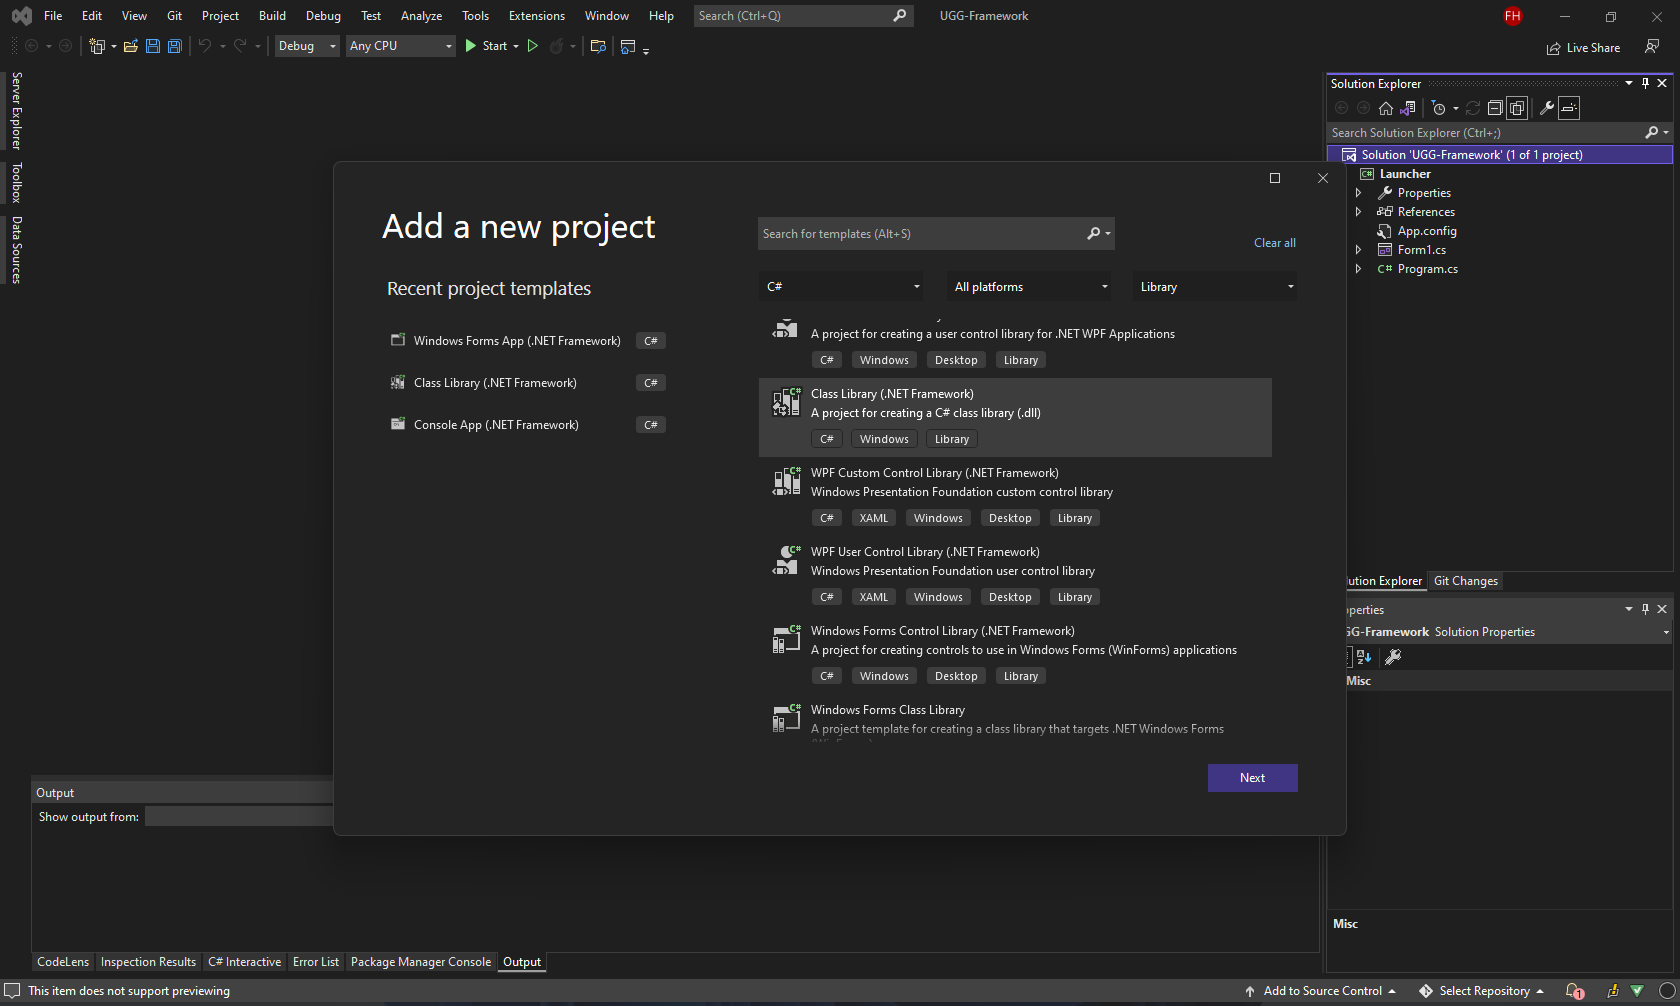 File Edit View Git Project Build Debug Test Analyze Tools Extensions Window Help Search (Ctrl+Q) UGG-Framework FH
Debug Any CPU Start Live Share
Server Explorer
Toolbox
Data Sources
Solution Explorer
Search Solution Explorer (Ctrl+;)
Solution 'UGG-Framework' (1 of 1 project)
C# Launcher
Properties
References
App.config
Form1.cs
C# Program.cs
Add a new project
Search for templates (Alt+S)
Clear all
C# All platforms Library
Recent project templates
Windows Forms App (.NET Framework) C#
Class Library (.NET Framework) C#
Console App (.NET Framework) C#
A project for creating a user control library for .NET WPF Applications
C# Windows Desktop Library
Class Library (.NET Framework)
A project for creating a C# class library (.dll)
C# Windows Library
WPF Custom Control Library (.NET Framework)
Windows Presentation Foundation custom control library
C# XAML Windows Desktop Library
WPF User Control Library (.NET Framework)
Windows Presentation Foundation user control library
C# XAML Windows Desktop Library
Windows Forms Control Library (.NET Framework)
A project for creating controls to use in Windows Forms (WinForms) applications
C# Windows Desktop Library
Windows Forms Class Library
A project template for creating a class library that targets .NET Windows Forms
Next
lution Explorer Git Changes
operties
GG-Framework Solution Properties
Misc
Misc
Output
Show output from:
CodeLens Inspection Results C# Interactive Error List Package Manager Console Output
This item does not support previewing Add to Source Control Select Repository 1